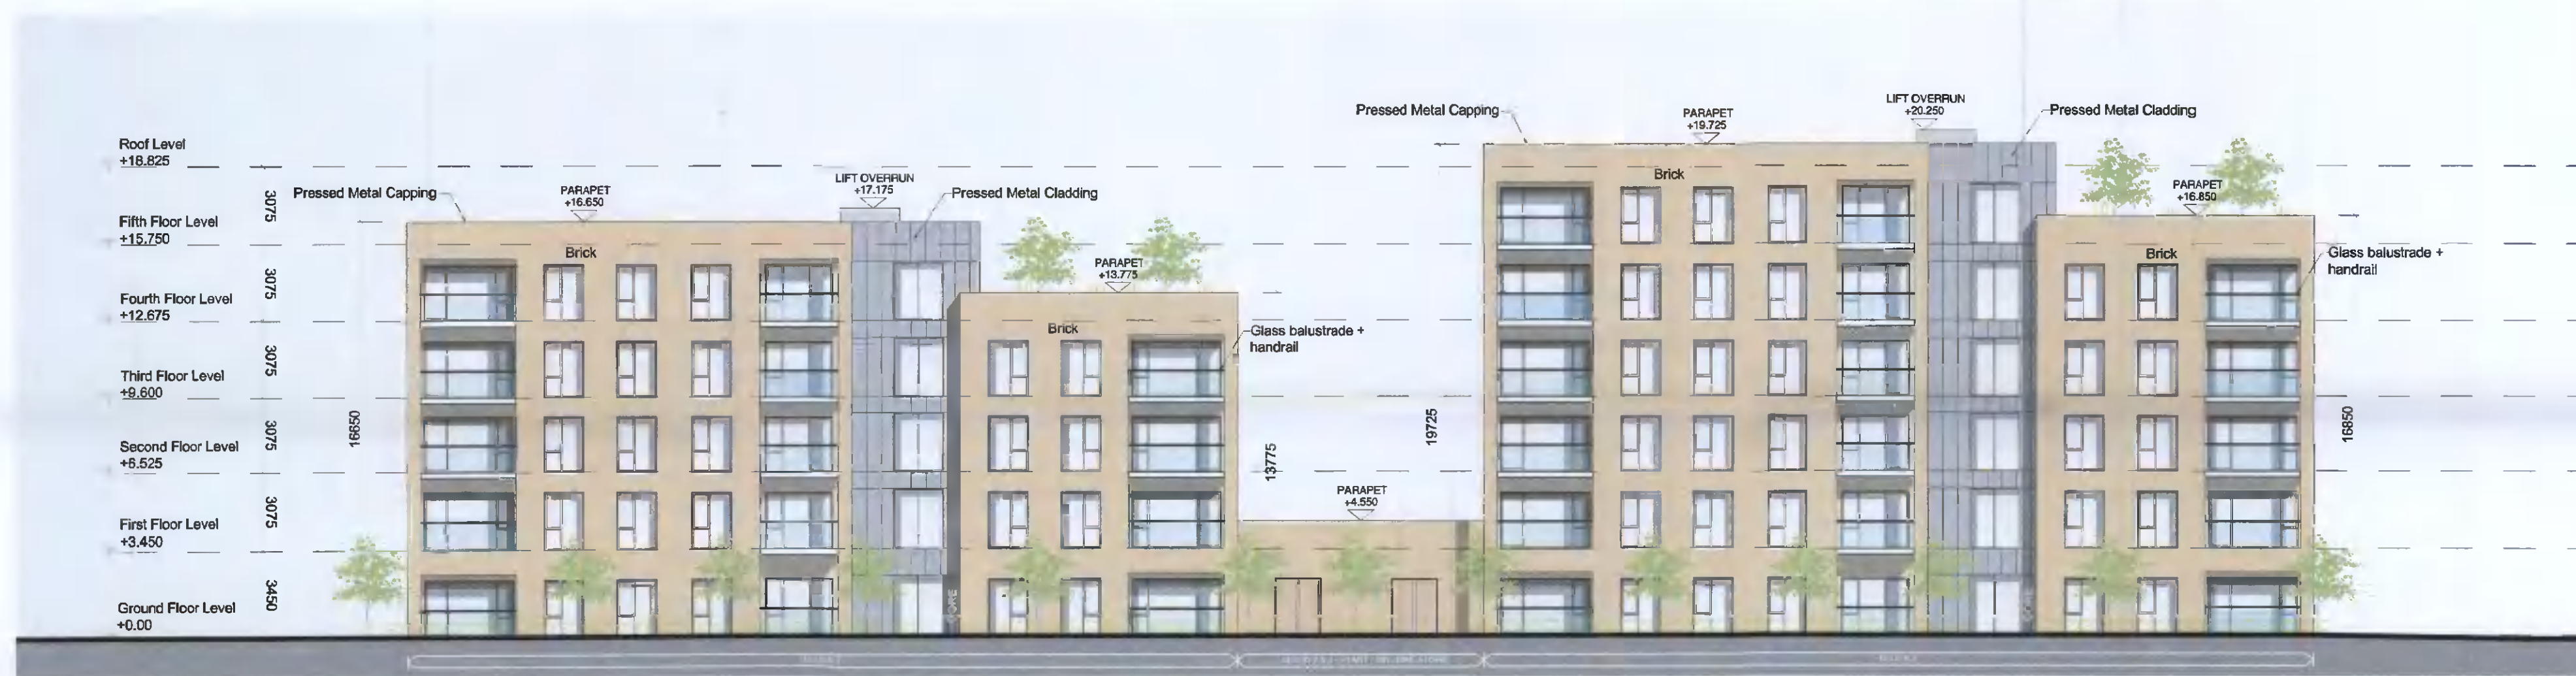 Roof Level
+18.825
3075
Fifth Floor Level
+15.750
3075
Fourth Floor Level
+12.675
3075
Third Floor Level
+9.600
3075
Second Floor Level
+6.525
3075
First Floor Level
+3.450
3450
Ground Floor Level
+0.00
16650
Pressed Metal Capping
PARAPET
+16.650
Brick
LIFT OVERRUN
+17.175
Pressed Metal Cladding
PARAPET
+13.775
Brick
Glass balustrade +
handrail
13775
PARAPET
+4.550
19725
Pressed Metal Capping
PARAPET
+19.725
Brick
LIFT OVERRUN
+20.250
Pressed Metal Cladding
PARAPET
+16.850
Brick
Glass balustrade +
handrail
16850